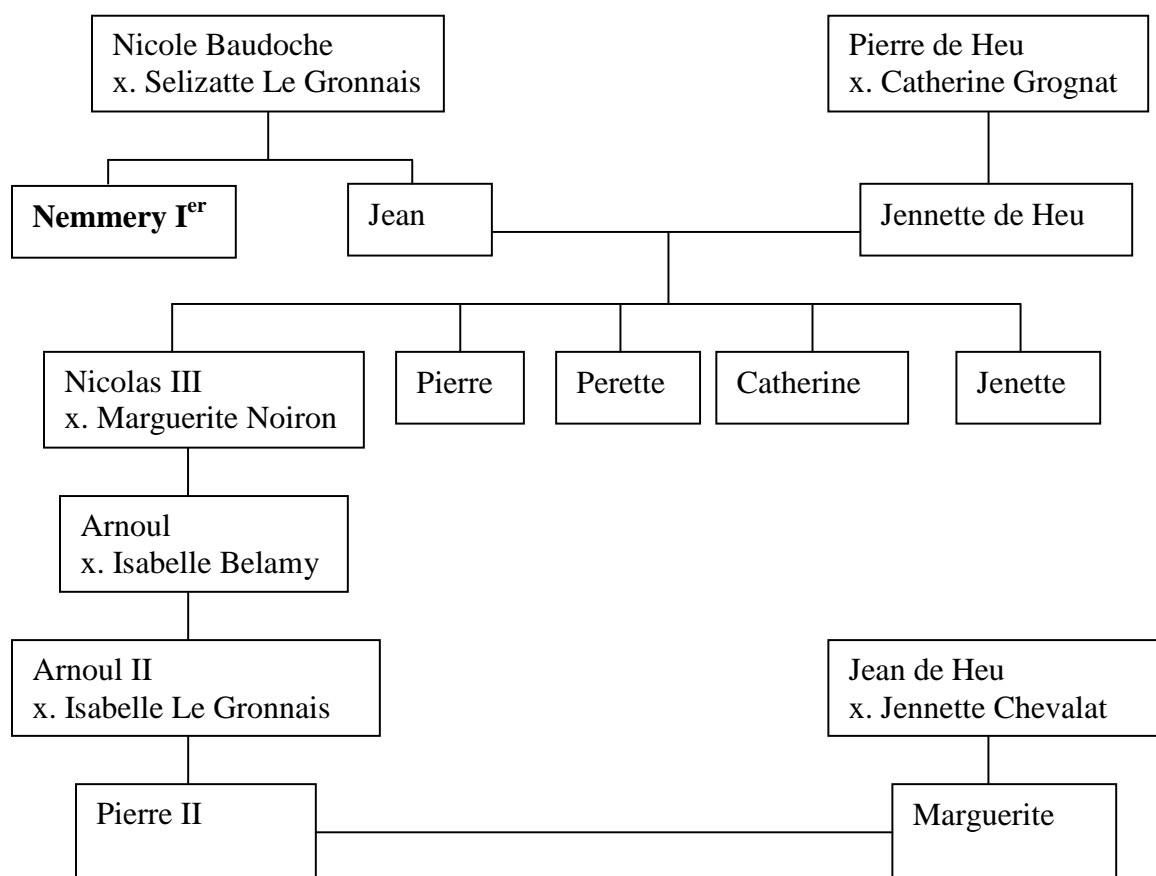 Nicole Baudoche
x. Selizatte Le Gronnais
Pierre de Heu
x. Catherine Grognat
Nemmery Ier
Jean
Jennette de Heu
Nicolas III
x. Marguerite Noiron
Pierre
Perette
Catherine
Jenette
Arnoul
x. Isabelle Belamy
Arnoul II
x. Isabelle Le Gronnais
Jean de Heu
x. Jennette Chevalat
Pierre II
Marguerite